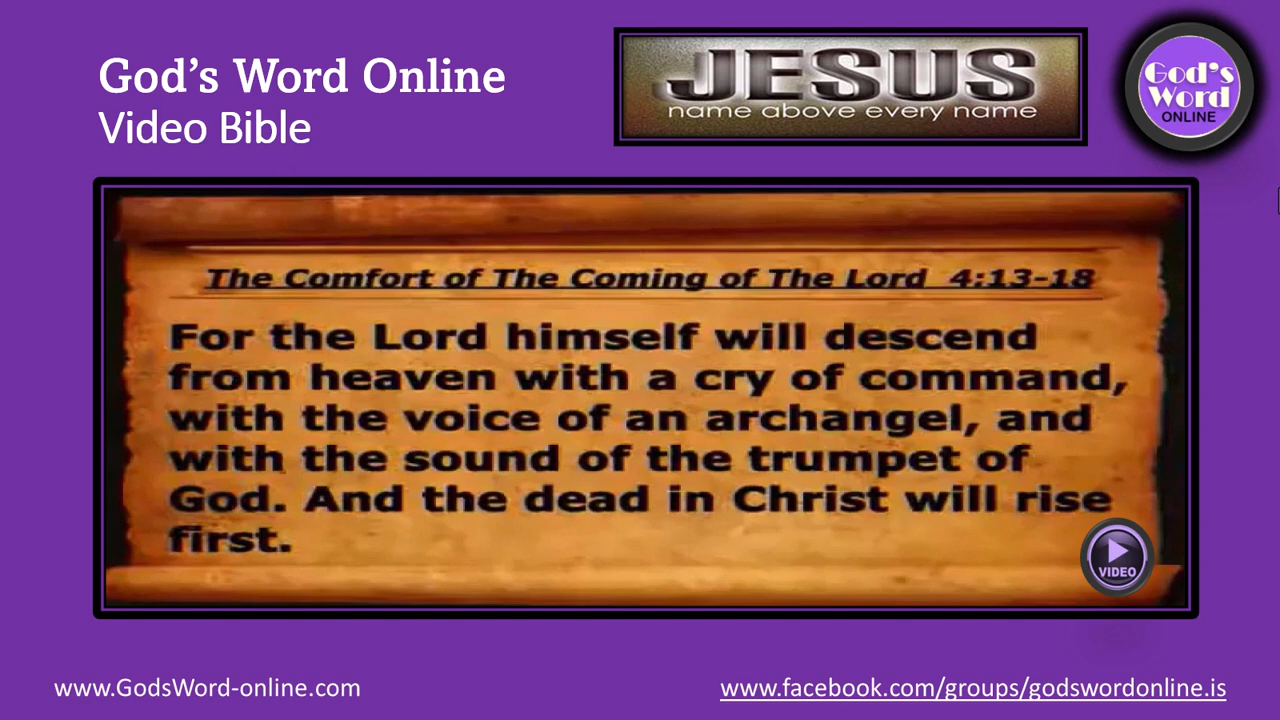 God’s Word Online
Video Bible
JESUS
name above every name
God’s
Word
ONLINE
The Comfort of The Coming of The Lord 4:13-18
For the Lord himself will descend
from heaven with a cry of command,
with the voice of an archangel, and
with the sound of the trumpet of
God. And the dead in Christ will rise
first.
VIDEO
www.GodsWord-online.com
www.facebook.com/groups/godswordonline.is